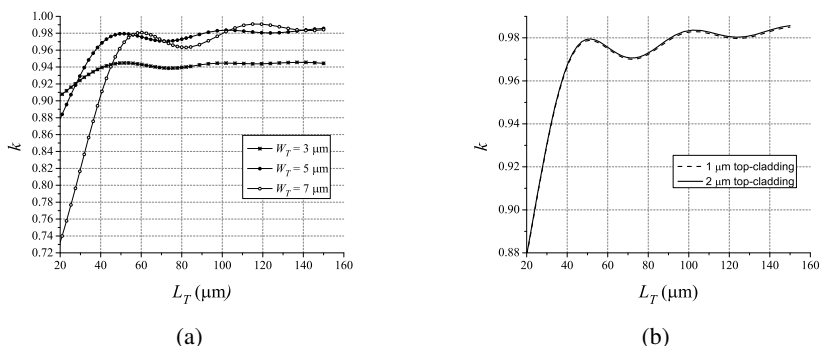 1.00
0.98
0.96
0.94
0.92
0.90
0.88
0.86
0.84
0.82
0.80
0.78
0.76
0.74
0.72
k
20 40 60 80 100 120 140 160
L_T (μm)
W_T = 3 μm
W_T = 5 μm
W_T = 7 μm
(a)
0.98
0.96
0.94
0.92
0.90
0.88
k
20 40 60 80 100 120 140 160
L_T (μm)
1 μm top-cladding
2 μm top-cladding
(b)